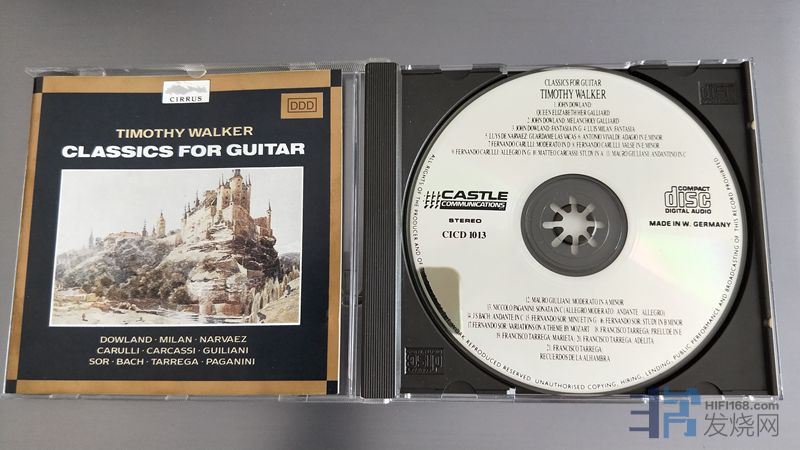 CIRRUS
DDD
TIMOTHY WALKER
CLASSICS FOR GUITAR
DOWLAND · MILAN · NARVAEZ
CARULLI · CARCASSI · GUILIANI
SOR · BACH · TARREGA · PAGANINI
CLASSICS FOR GUITAR
TIMOTHY WALKER
1. JOHN DOWLAND:
QUEEN ELIZABETH HER GALLIARD
2. JOHN DOWLAND: MELANCHOLY GALLIARD
3. JOHN DOWLAND: FANTASIA IN G 4. LUIS MILAN: FANTASIA
5. LUYS DE NARVAEZ: GUARDAME LAS VACAS 6. ANTONIO VIVALDI: ADAGIO IN E MINOR
7. FERNANDO CARULLI: MODERATO IN D 8. FERNANDO CARULLI: VALSE IN E MINOR
9. FERNANDO CARULLI: ALLEGRO IN G 10. MATTEO CARCASSI: STUDY IN A 11. MAURO GIULIANI: ANDANTINO IN C
CASTLE
COMMUNICATIONS
STEREO
CICD 1013
COMPACT
disc
DIGITAL AUDIO
MADE IN W. GERMANY
12. MAURO GIULIANI: MODERATO IN A MINOR
13. NICCOLO PAGANINI: SONATA IN C (ALLEGRO MODERATO ANDANTE ALLEGRO)
14. J.S. BACH: ANDANTE IN C 15. FERNANDO SOR: MINUET IN G 16. FERNANDO SOR: STUDY IN B MINOR
17. FERNANDO SOR: VARIATIONS ON A THEME BY MOZART 18. FRANCISCO TARREGA: PRELUDE IN E
19. FRANCISCO TARREGA: MARIETA: 20. FRANCISCO TARREGA: ADELITA
21. FRANCISCO TARREGA:
RECUERDOS DE LA ALHAMBRA
ALL RIGHTS OF THE PRODUCER AND OF
REPRODUCED RESERVED. UNAUTHORISED COPYING, HIRING, LENDING, PUBLIC PERFORMANCE AND BROADCASTING OF THIS RECORD PROHIBITED
HIFI168.com
发烧网